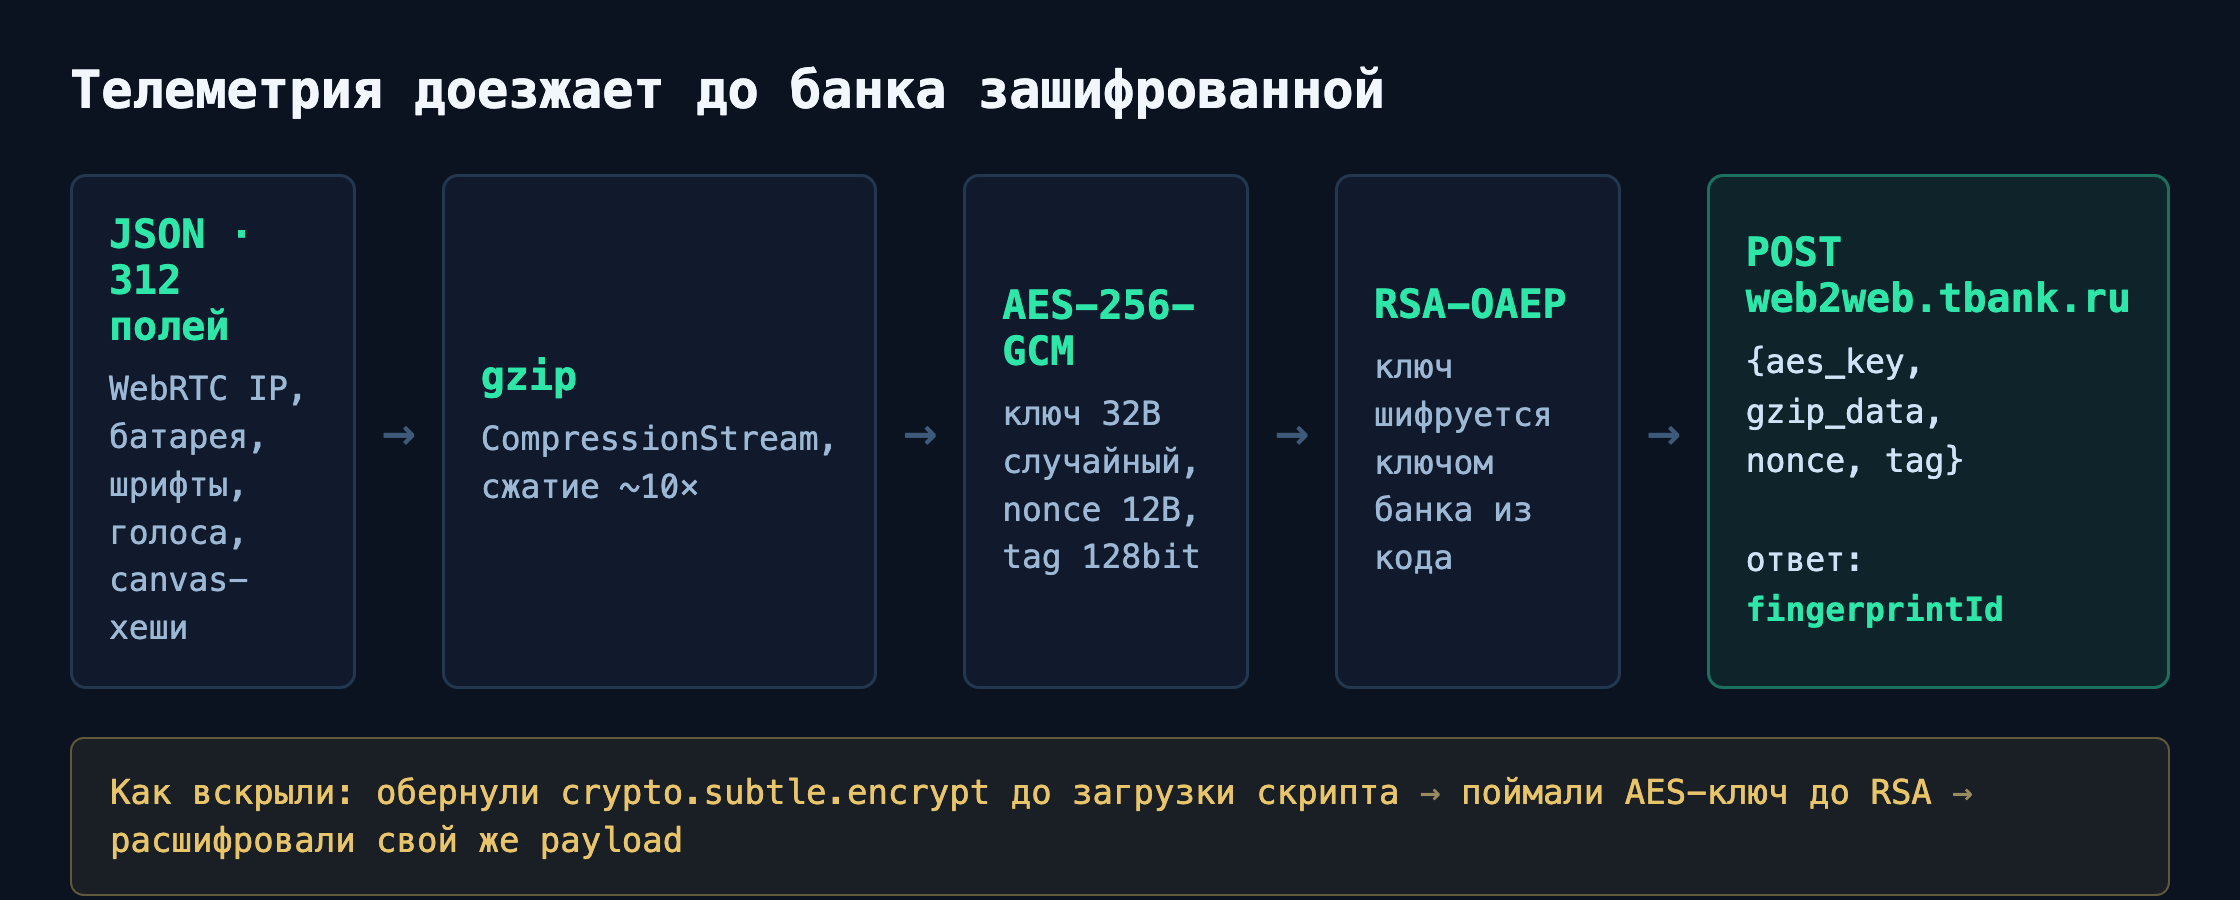 Телеметрия доезжает до банка зашифрованной
JSON ·
312
полей
WebRTC IP,
батарея,
шрифты,
голоса,
canvas-
хеши
→
gzip
CompressionStream,
сжатие ~10×
→
AES-256-
GCM
ключ 32B
случайный,
nonce 12B,
tag 128bit
→
RSA-OAEP
ключ
шифруется
ключом
банка из
кода
→
POST
web2web.tbank.ru
{aes_key,
gzip_data,
nonce, tag}
ответ:
fingerprintId
Как вскрыли: обернули crypto.subtle.encrypt до загрузки скрипта → поймали AES-ключ до RSA →
расшифровали свой же payload